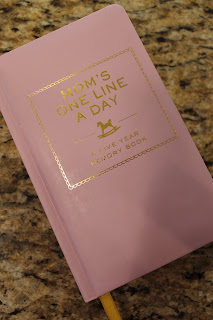 MOM'S
ONE LINE
A DAY
A FIVE YEAR
MEMORY BOOK